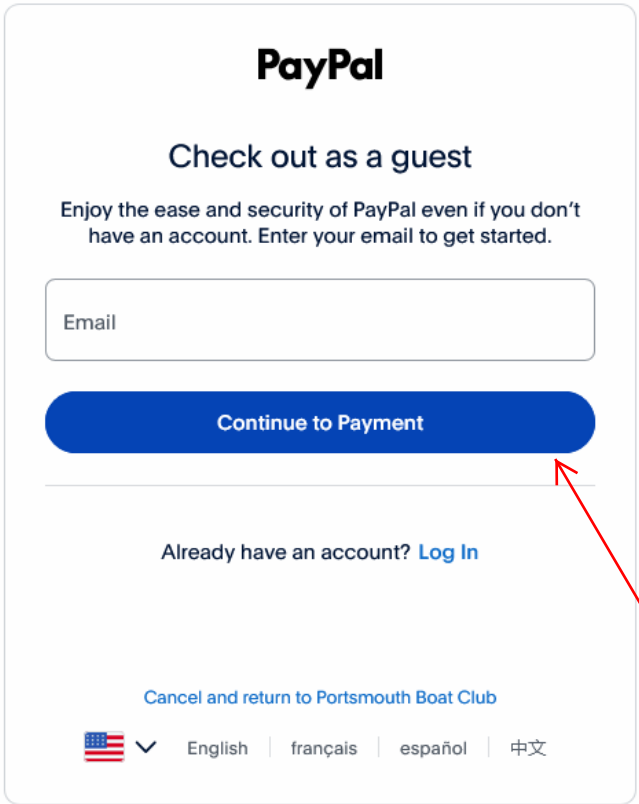 PayPal
Check out as a guest
Enjoy the ease and security of PayPal even if you don't
have an account. Enter your email to get started.
Email
Continue to Payment
Already have an account? Log In
Cancel and return to Portsmouth Boat Club
English français español 中文